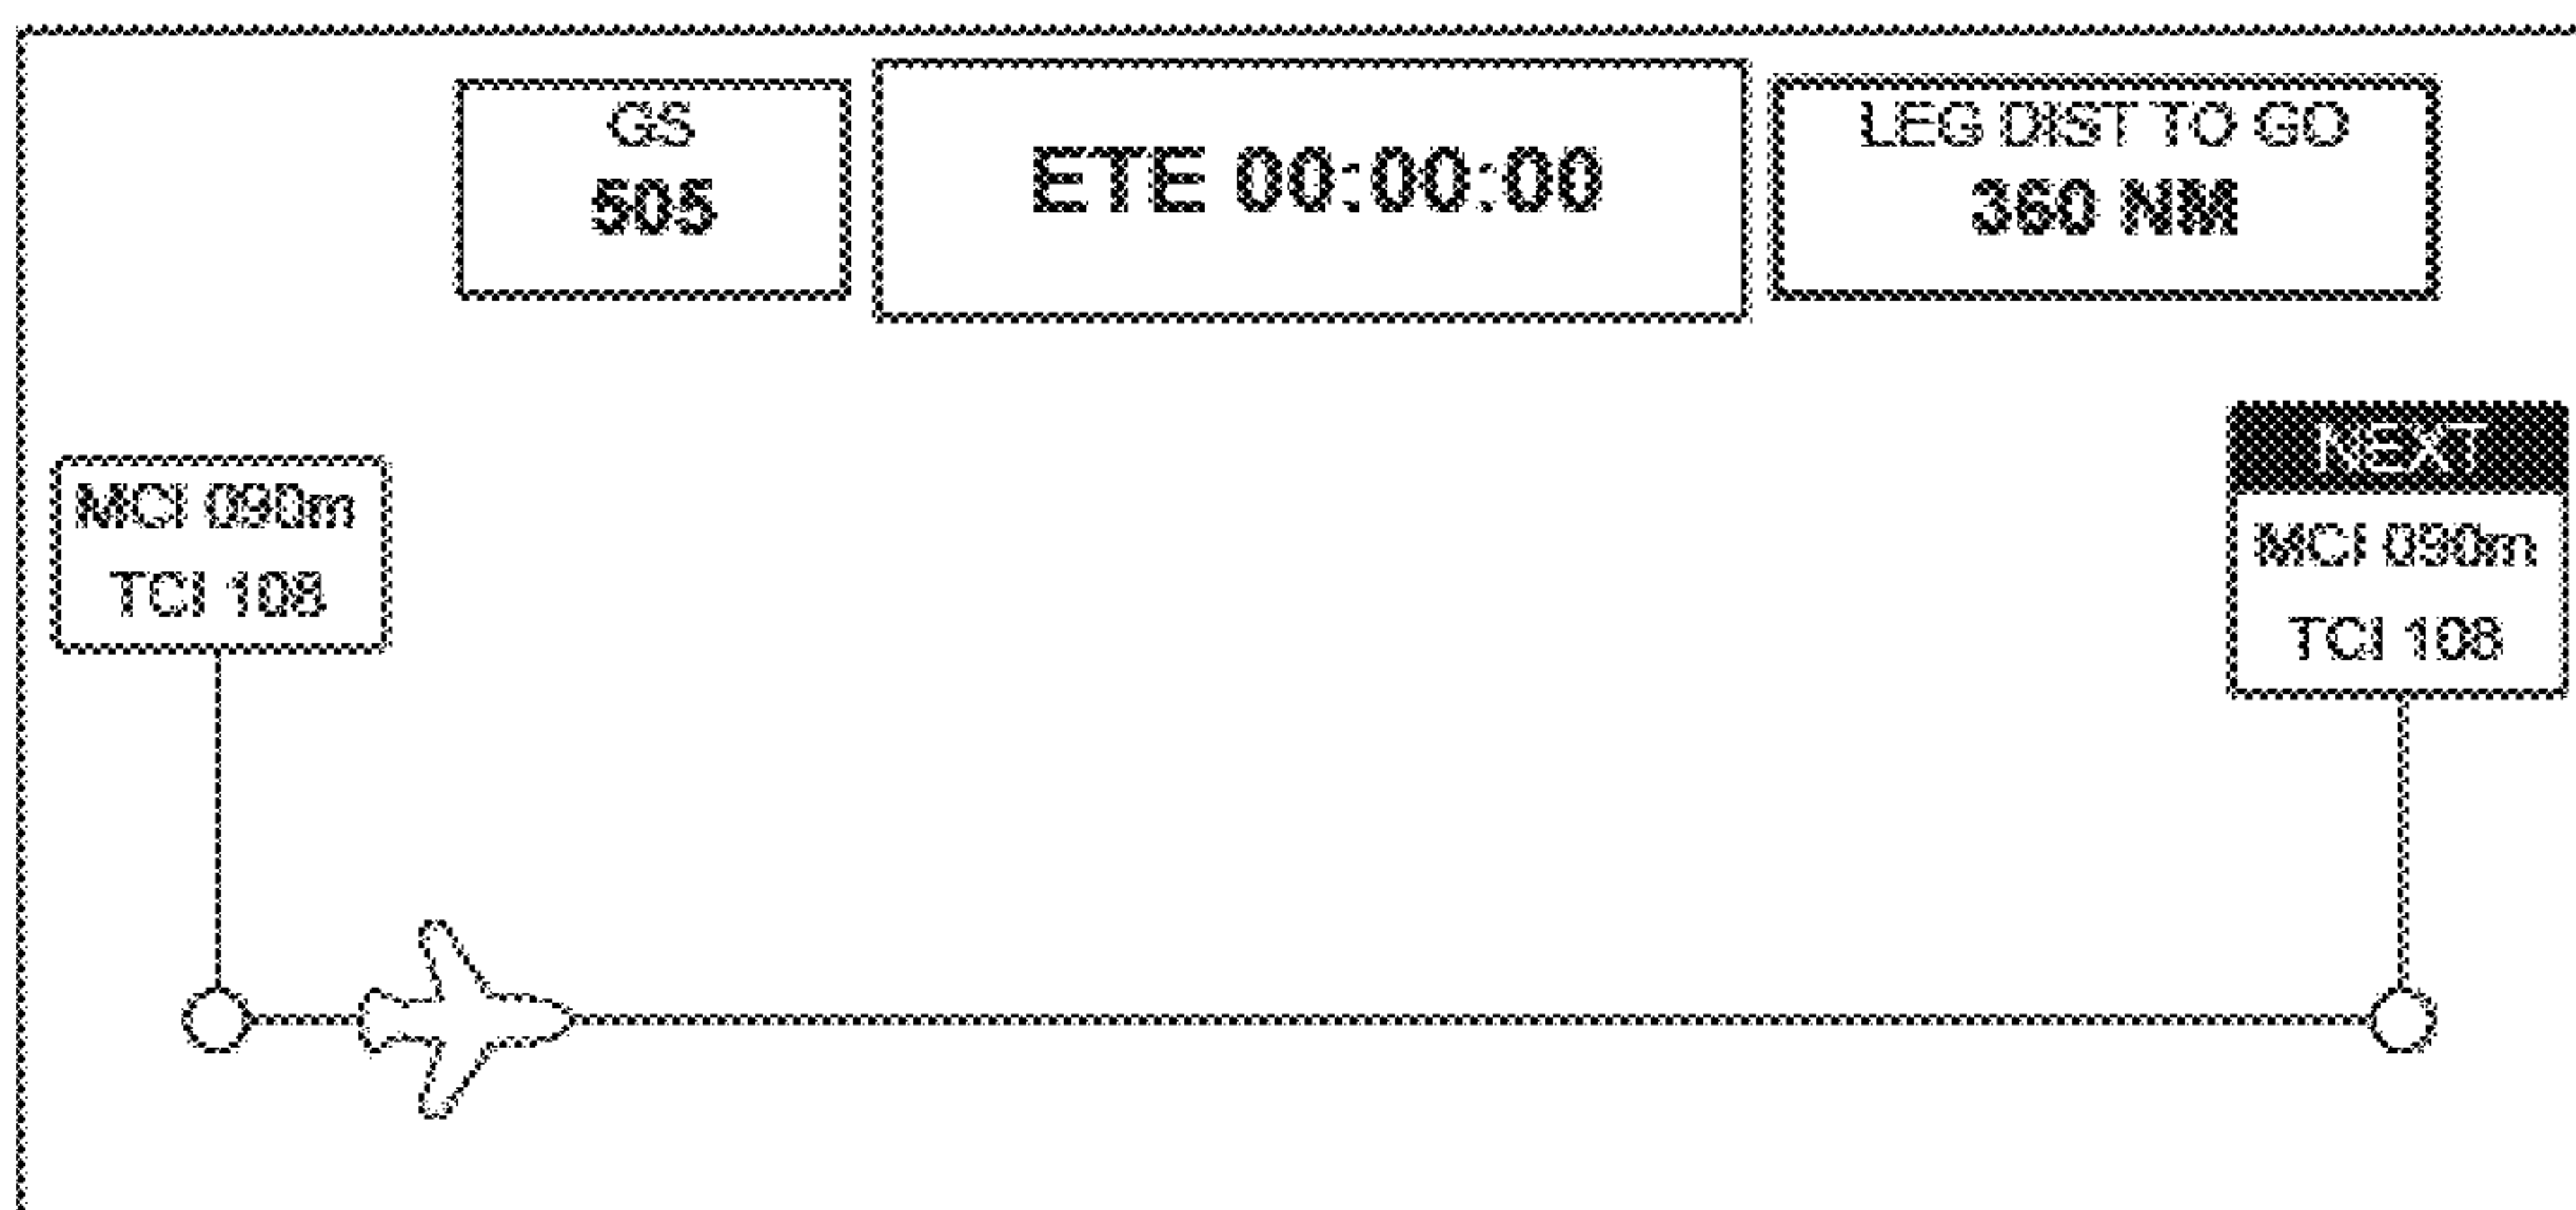 GS
505
ETE 00:00:00
LEG DIST TO GO
360 NM
MCI 090m
TCI 108
NEXT
MCI 090m
TCI 108